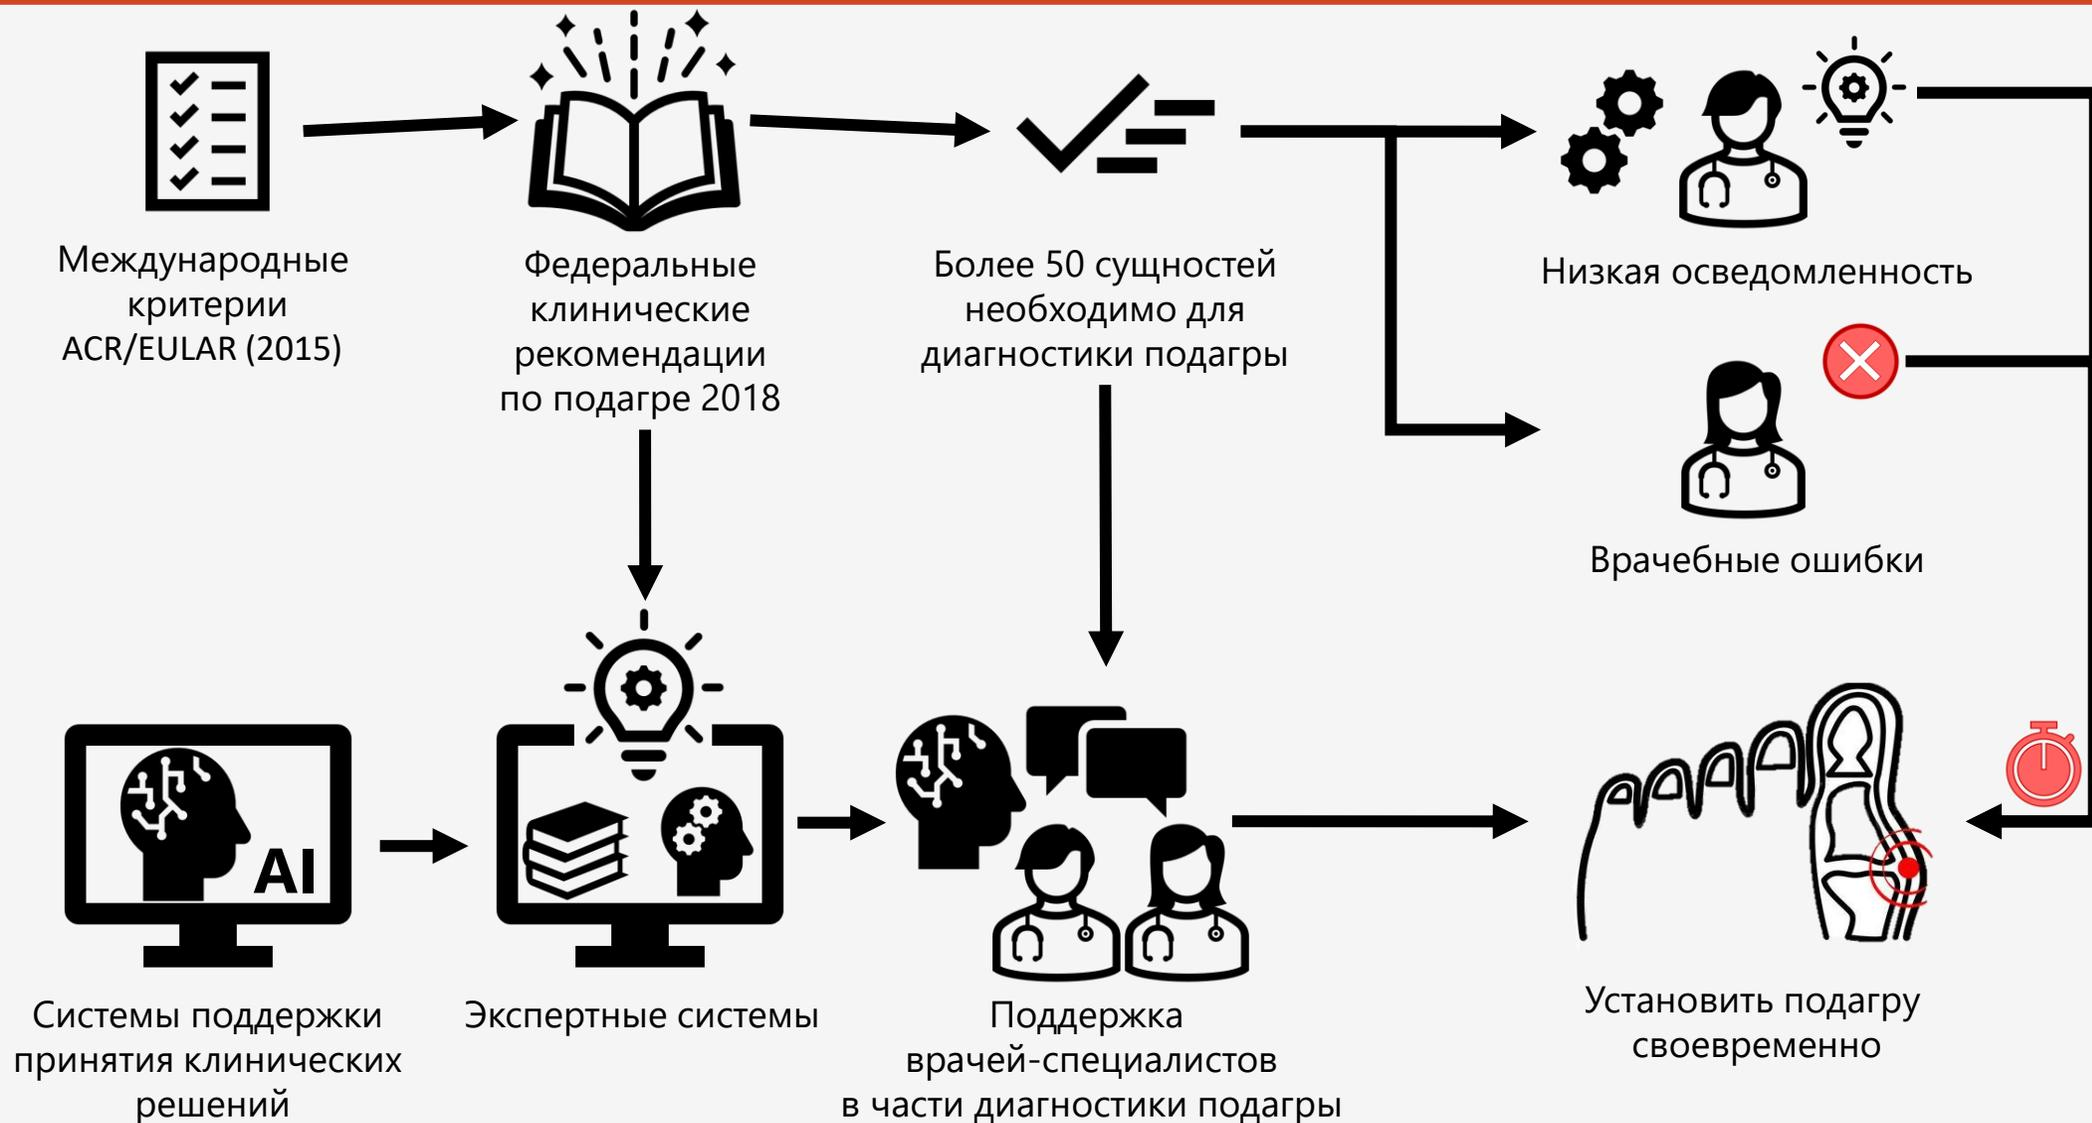 Международные
критерии
ACR/EULAR (2015)
Федеральные
клинические
рекомендации
по подагре 2018
Более 50 сущностей
необходимо для
диагностики подагры
Низкая осведомленность
Врачебные ошибки
AI
Системы поддержки
принятия клинических
решений
Экспертные системы
Поддержка
врачей-специалистов
в части диагностики подагры
Установить подагру
своевременно